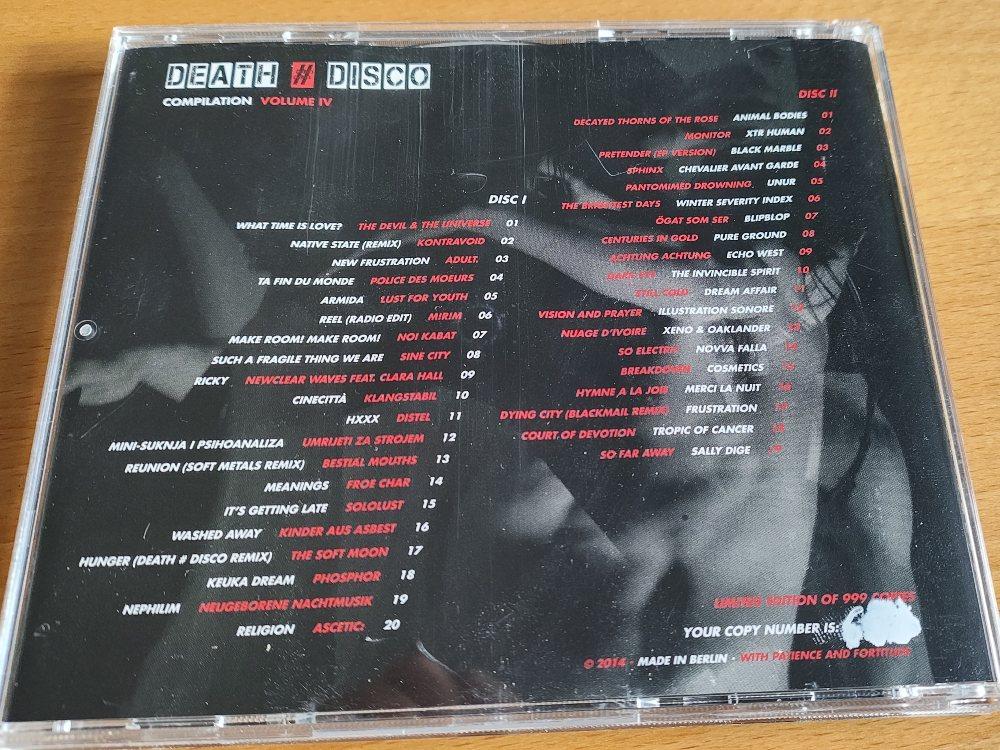 DEATH # DISCO
COMPILATION VOLUME IV
DISC I
WHAT TIME IS LOVE? THE DEVIL & THE UNIVERSE 01
NATIVE STATE (REMIX) KONTRAVOID 02
NEW FRUSTRATION ADULT. 03
TA FIN DU MONDE POLICE DES MOEURS 04
ARMIDA LUST FOR YOUTH 05
REEL (RADIO EDIT) M!R!M 06
MAKE ROOM! MAKE ROOM! NOI KABAT 07
SUCH A FRAGILE THING WE ARE SINE CITY 08
RICKY NEWCLEAR WAVES FEAT. CLARA HALL 09
CINECITTÀ KLANGSTABIL 10
HXXX DISTEL 11
MINI-SUKNJA I PSIHOANALIZA UMRIJETI ZA STROJEM 12
REUNION (SOFT METALS REMIX) BESTIAL MOUTHS 13
MEANINGS FROE CHAR 14
IT'S GETTING LATE SOLOLUST 15
WASHED AWAY KINDER AUS ASBEST 16
HUNGER (DEATH # DISCO REMIX) THE SOFT MOON 17
KEUKA DREAM PHOSPHOR 18
NEPHILIM NEUGEBORENE NACHTMUSIK 19
RELIGION ASCETIC: 20
DISC II
DECAYED THORNS OF THE ROSE ANIMAL BODIES 01
MONITOR XTR HUMAN 02
PRETENDER (EP VERSION) BLACK MARBLE 03
SPHINX CHEVALIER AVANT GARDE 04
PANTOMIMED DROWNING UNUR 05
THE BRIGHTEST DAYS WINTER SEVERITY INDEX 06
ÖGAT SOM SER BLIPBLOP 07
CENTURIES IN GOLD PURE GROUND 08
ACHTUNG ACHTUNG ECHO WEST 09
THE INVINCIBLE SPIRIT 10
STILL COLD DREAM AFFAIR 11
VISION AND PRAYER ILLUSTRATION SONORE
NUAGE D'IVOIRE XENO & OAKLANDER 13
SO ELECTRIC NOVVA FALLA
BREAKDOWN COSMETICS
HYMNE A LA JOIE MERCI LA NUIT
DYING CITY (BLACKMAIL REMIX) FRUSTRATION
COURT OF DEVOTION TROPIC OF CANCER
SO FAR AWAY SALLY DIGE
LIMITED EDITION OF 999 COPIES
YOUR COPY NUMBER IS:
© 2014 - MADE IN BERLIN - WITH PATIENCE AND FORTITUDE